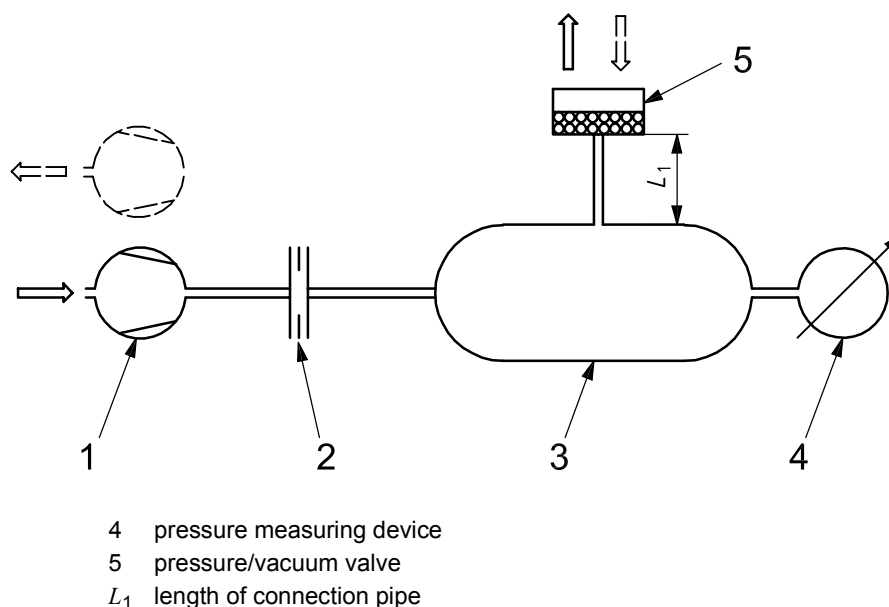 5
L1
1
2
3
4
4 pressure measuring device
5 pressure/vacuum valve
L1 length of connection pipe